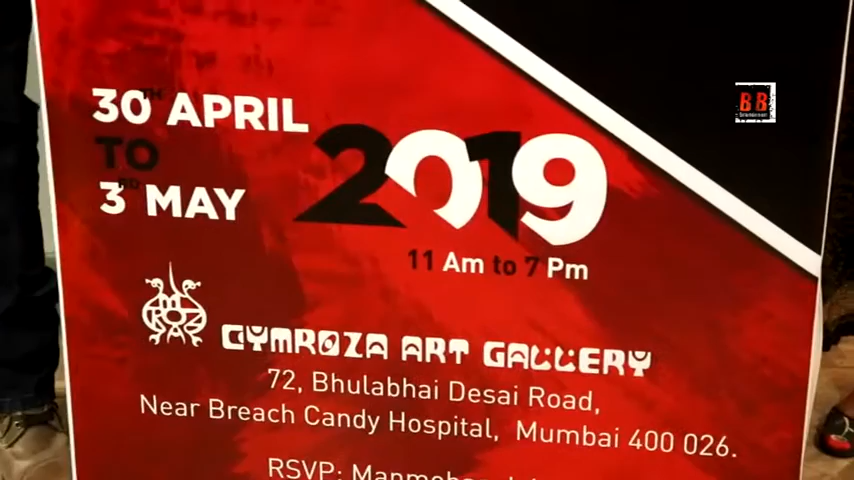 30TH APRIL
TO
3RD MAY
2019
11 Am to 7 Pm
CYMROZA ART GALLERY
72, Bhulabhai Desai Road,
Near Breach Candy Hospital, Mumbai 400 026.
RSVP:
BB